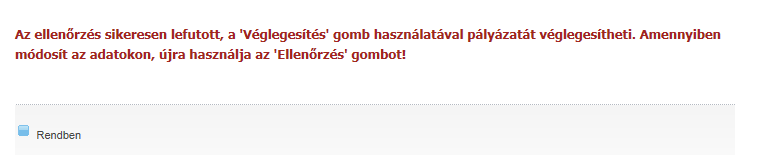 Az ellenőrzés sikeresen lefutott, a 'Véglegesítés' gomb használatával pályázatát véglegesítheti. Amennyiben
módosít az adatokon, újra használja az 'Ellenőrzés' gombot!
Rendben